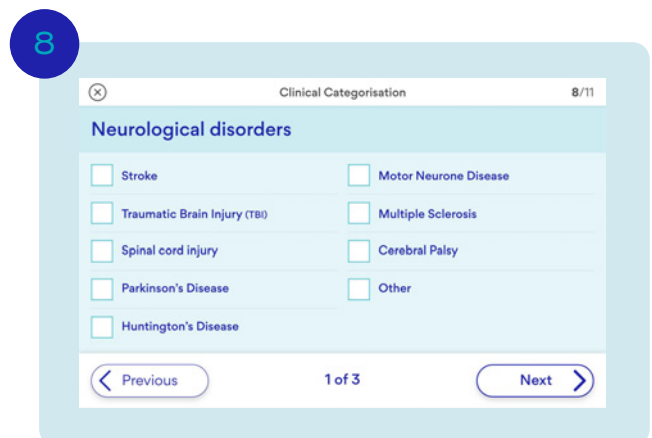 8
Clinical Categorisation 8/11
Neurological disorders
Stroke
Traumatic Brain Injury (TBI)
Spinal cord injury
Parkinson's Disease
Huntington's Disease
Motor Neurone Disease
Multiple Sclerosis
Cerebral Palsy
Other
Previous 1 of 3 Next